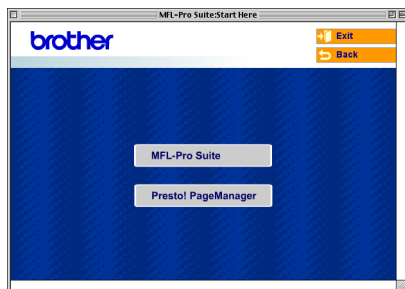 MFL-Pro Suite:Start Here
brother
Exit
Back
MFL-Pro Suite
Presto! PageManager